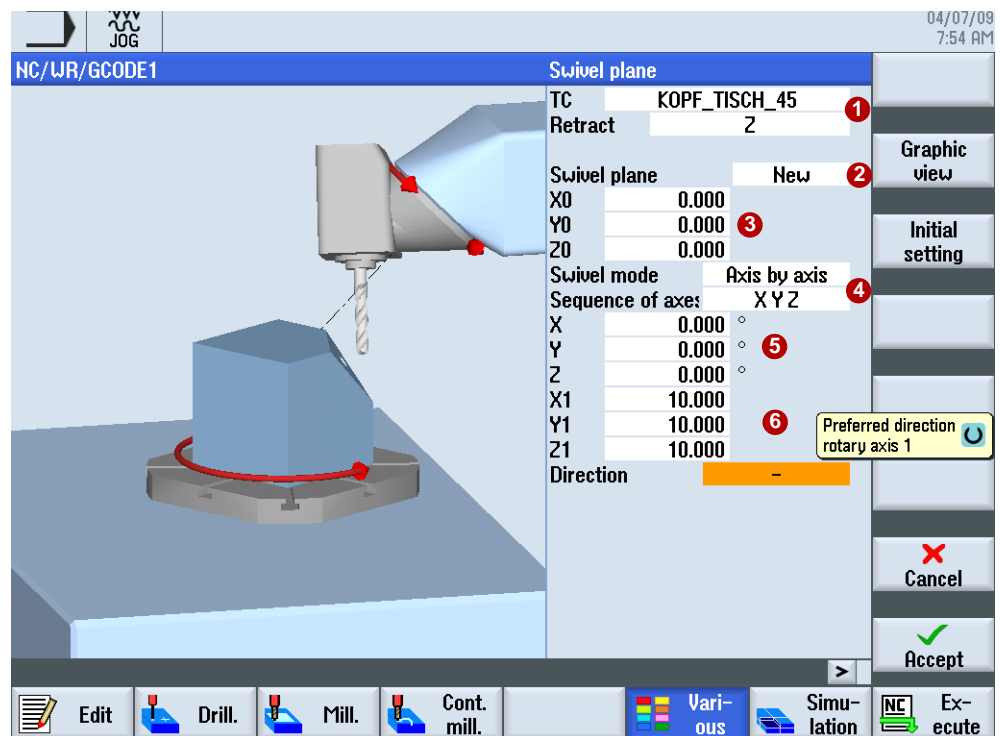 JOG
04/07/09
7:54 AM
NC/WR/GCODE1
Swivel plane
TC KOPF_TISCH_45 1
Retract Z
Swivel plane New 2
X0 0.000
Y0 0.000 3
Z0 0.000
Swivel mode Axis by axis
Sequence of axes X Y Z 4
X 0.000 °
Y 0.000 ° 5
Z 0.000 °
X1 10.000
Y1 10.000 6
Z1 10.000
Direction -
Graphic
view
Initial
setting
Preferred direction
rotary axis 1
Cancel
Accept
>
Edit
Drill.
Mill.
Cont.
mill.
Vari-
ous
Simu-
lation
NC
Ex-
ecute